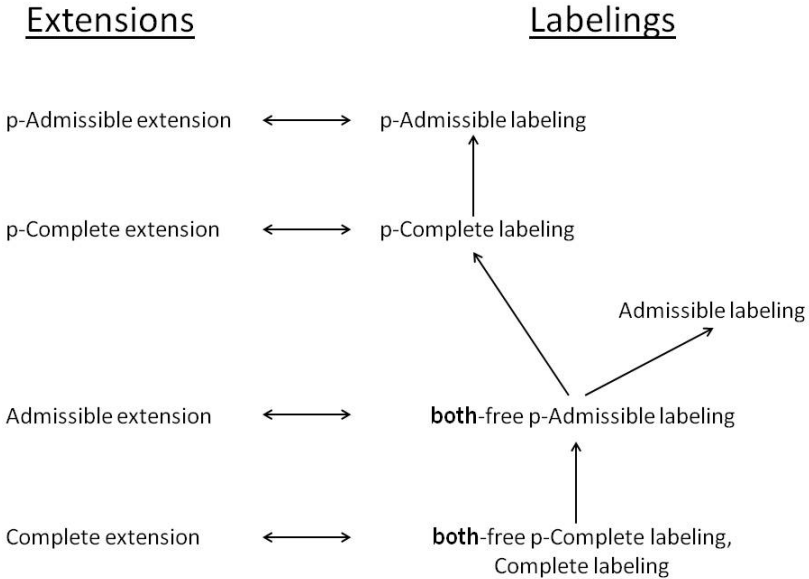 Extensions Labelings
p-Admissible extension p-Admissible labeling
p-Complete extension p-Complete labeling
Admissible labeling
Admissible extension both-free p-Admissible labeling
Complete extension both-free p-Complete labeling,
Complete labeling